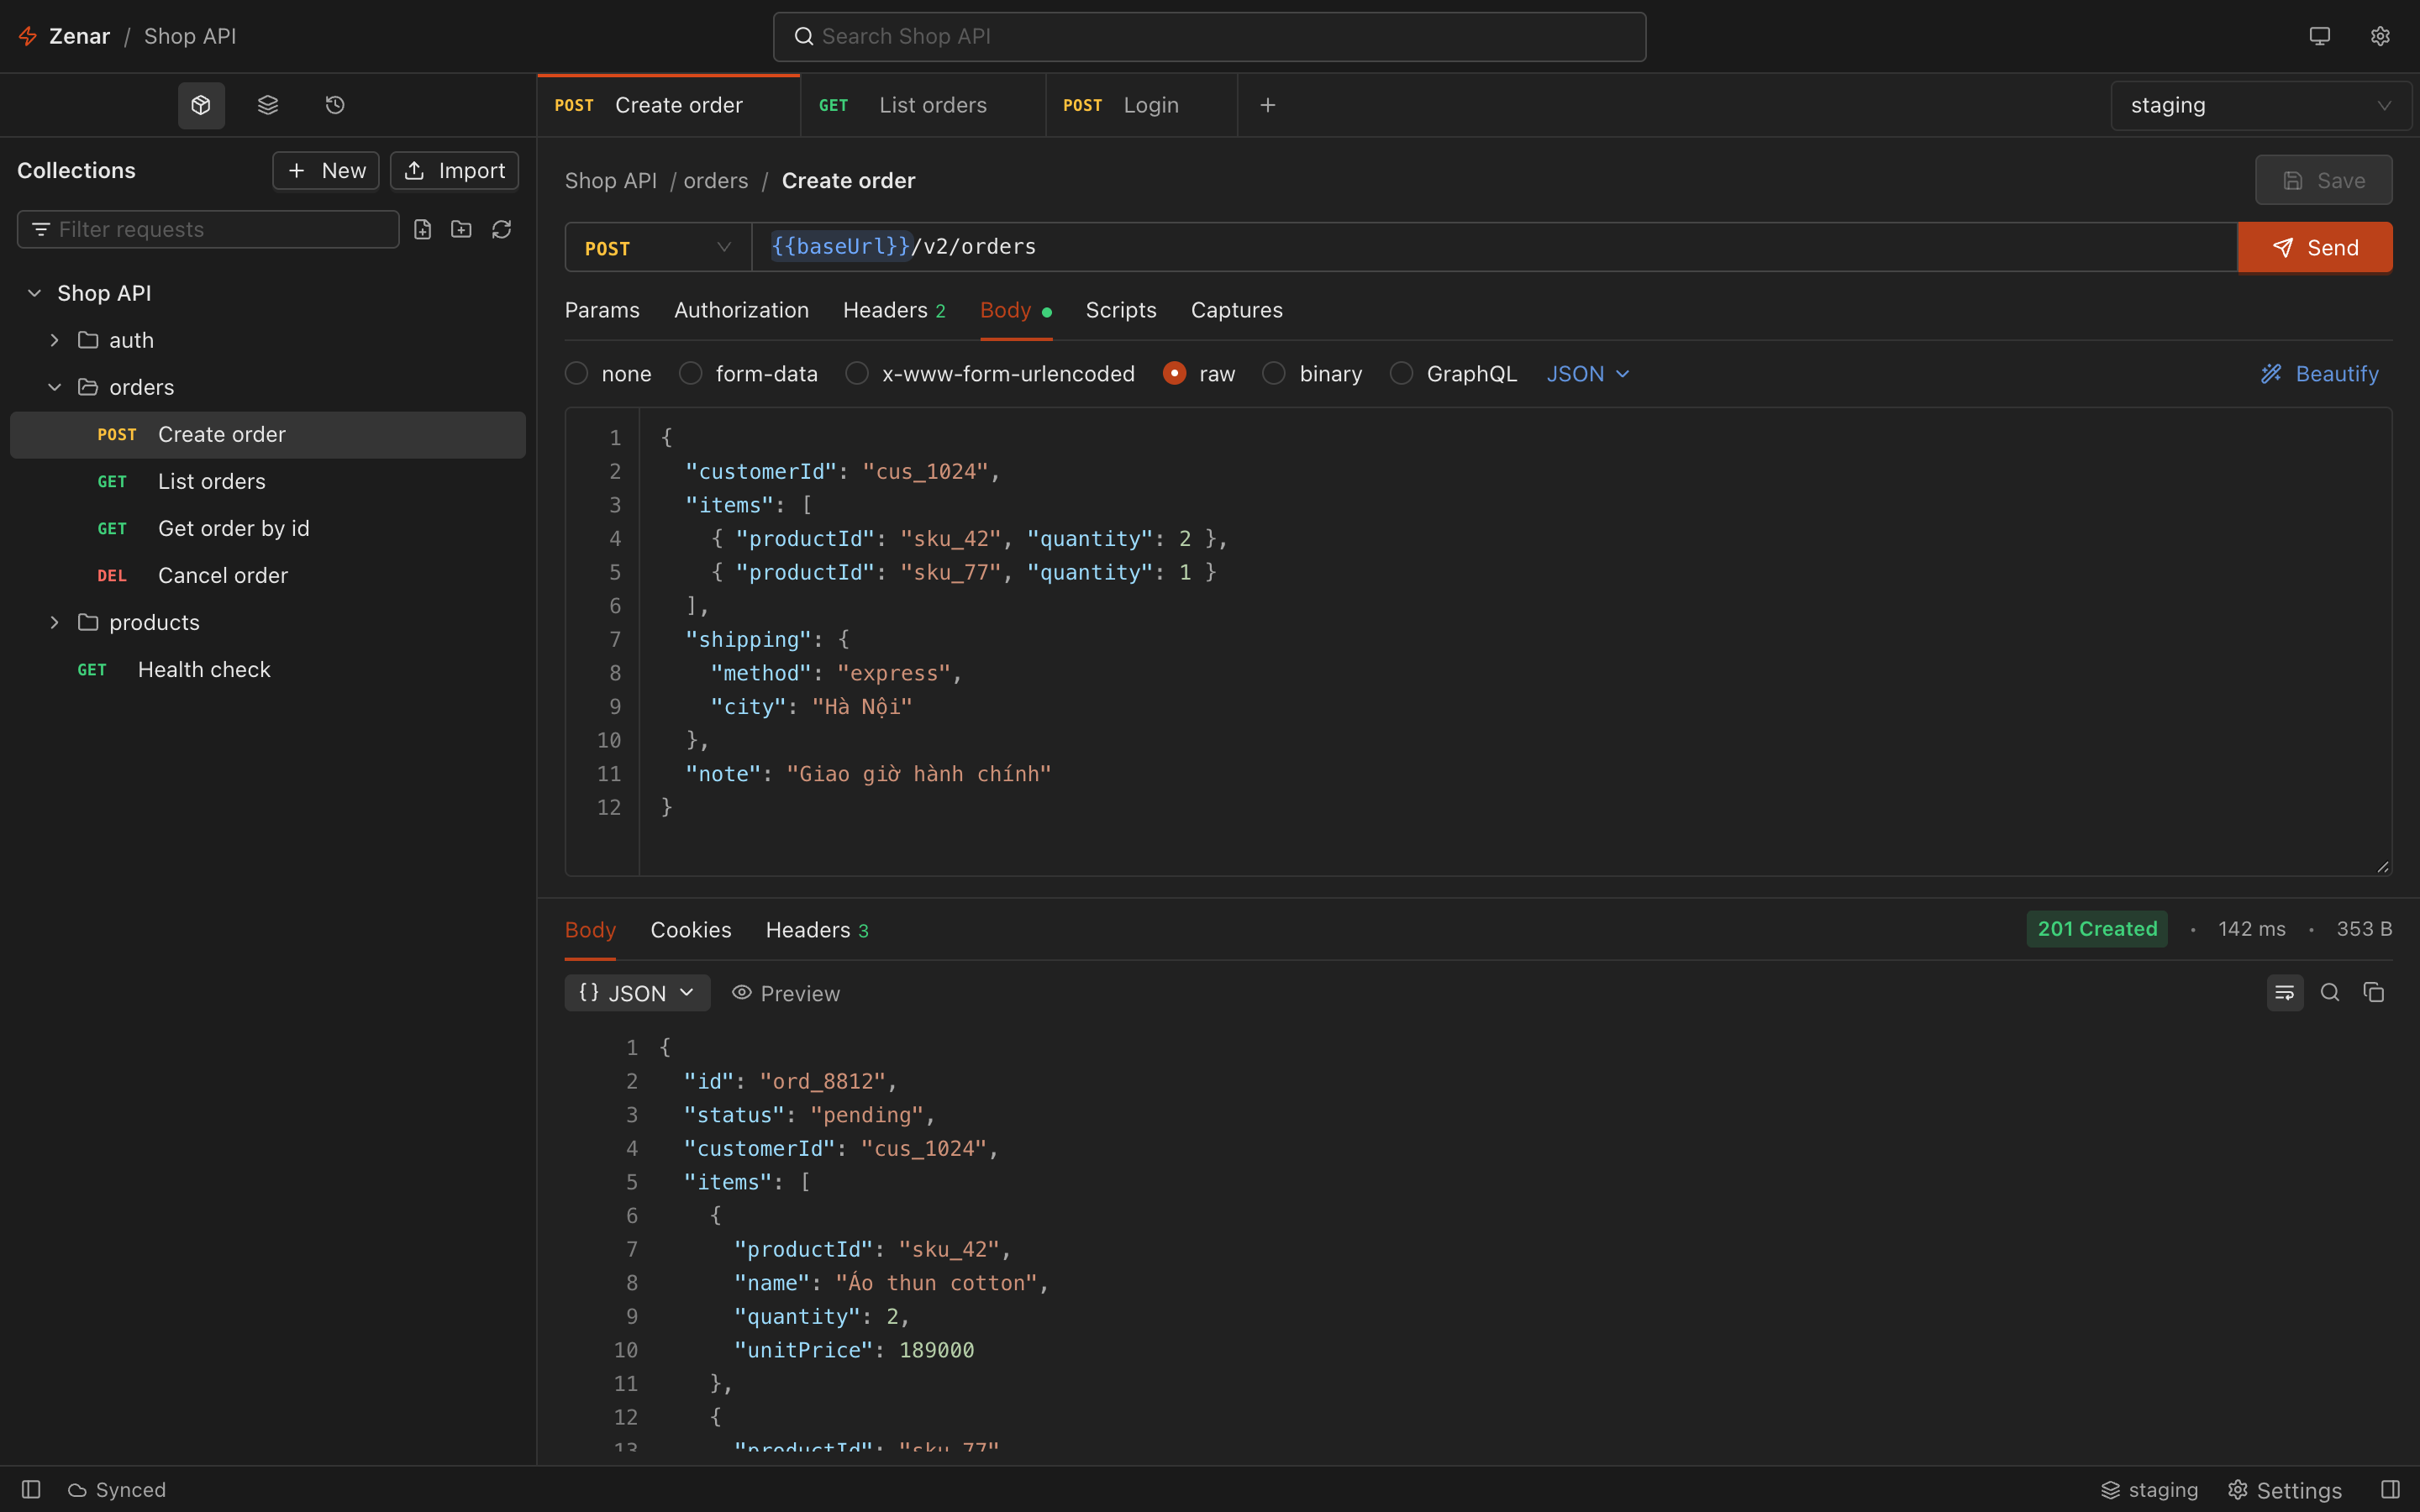 Zenar / Shop API
Search Shop API
POST Create order
GET List orders
POST Login
staging
Collections
New
Import
Filter requests
Shop API
auth
orders
POST Create order
GET List orders
GET Get order by id
DEL Cancel order
products
GET Health check
Shop API / orders / Create order
Save
POST
{{baseUrl}}/v2/orders
Send
Params Authorization Headers 2 Body Scripts Captures
none form-data x-www-form-urlencoded raw binary GraphQL JSON
Beautify
1 {
2 "customerId": "cus_1024",
3 "items": [
4 { "productId": "sku_42", "quantity": 2 },
5 { "productId": "sku_77", "quantity": 1 }
6 ],
7 "shipping": {
8 "method": "express",
9 "city": "Hà Nội"
10 },
11 "note": "Giao giờ hành chính"
12 }
Body Cookies Headers 3
201 Created • 142 ms • 353 B
{} JSON
Preview
1 {
2 "id": "ord_8812",
3 "status": "pending",
4 "customerId": "cus_1024",
5 "items": [
6 {
7 "productId": "sku_42",
8 "name": "Áo thun cotton",
9 "quantity": 2,
10 "unitPrice": 189000
11 },
12 {
13 "productId": "sku_77"
Synced
staging
Settings